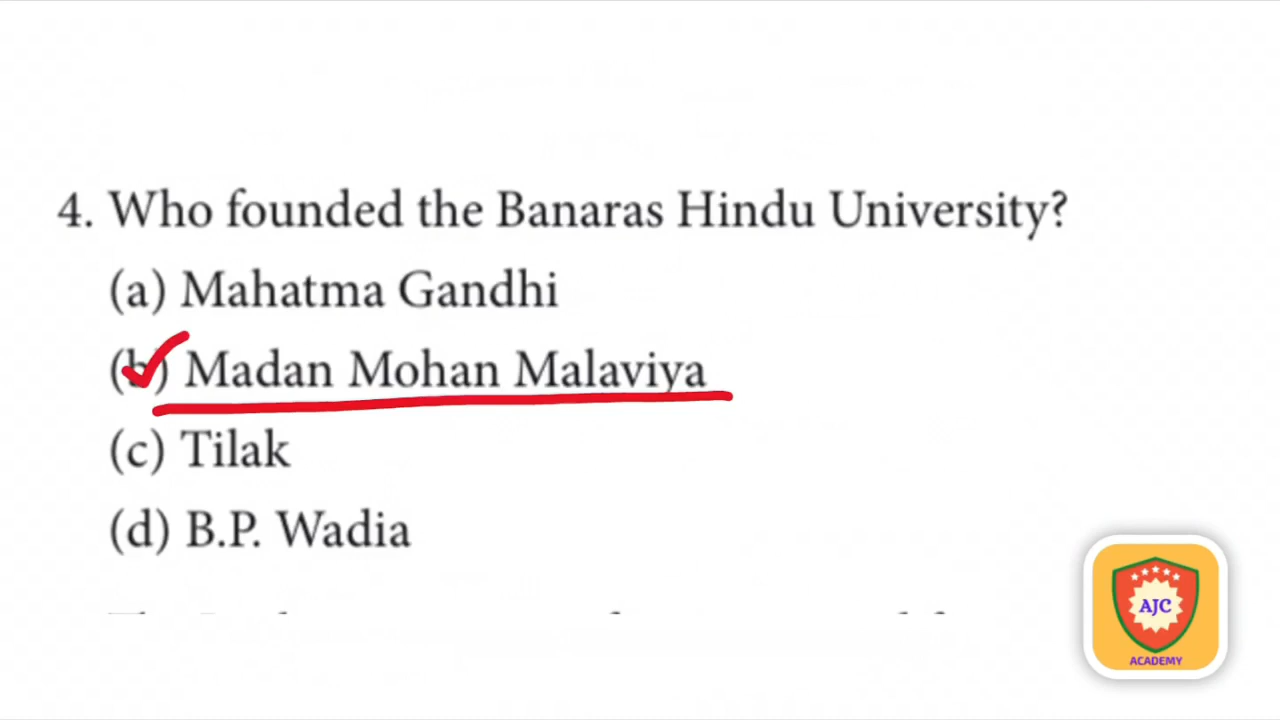 4. Who founded the Banaras Hindu University?
(a) Mahatma Gandhi
(b) Madan Mohan Malaviya
(c) Tilak
(d) B.P. Wadia
AJC
ACADEMY